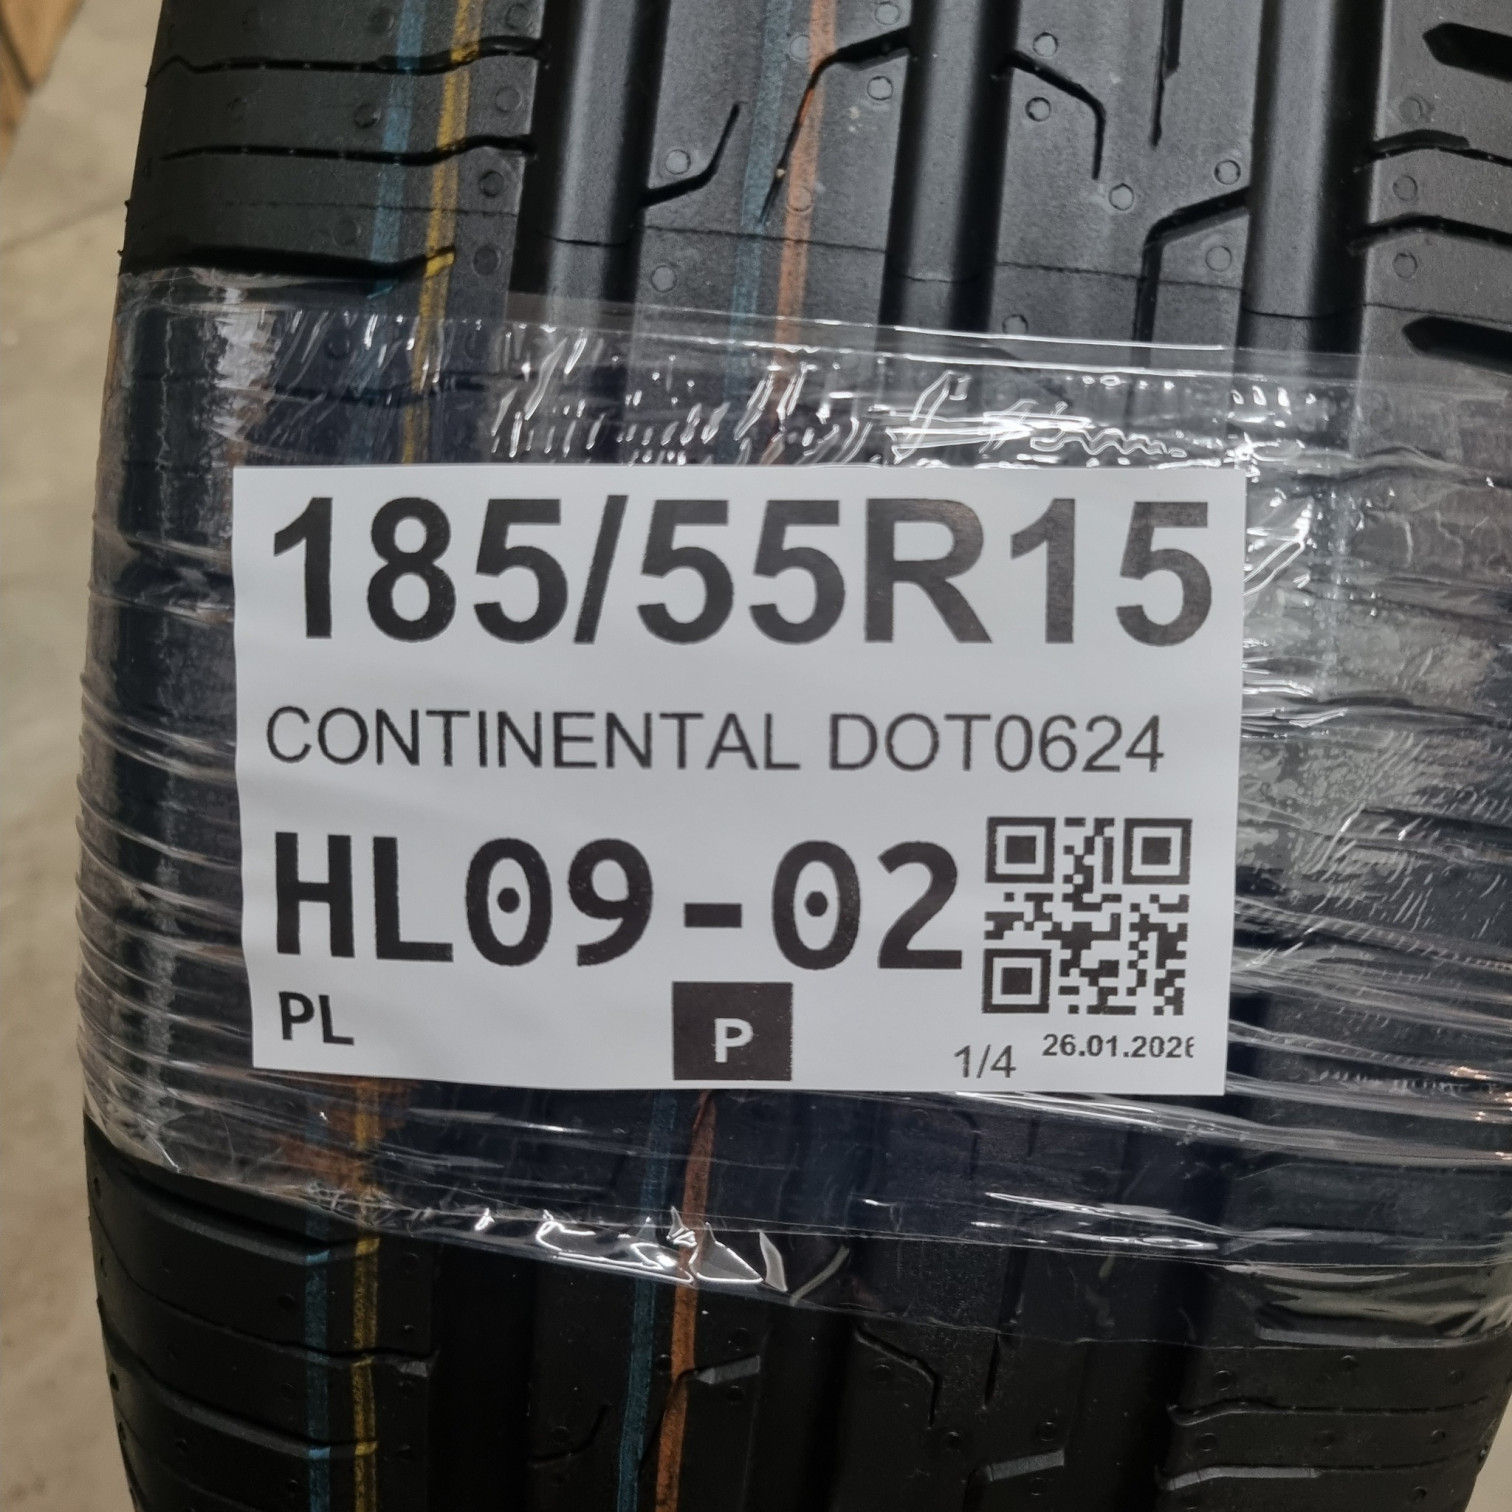 185/55R15
CONTINENTAL DOT0624
HL09-02
PL
P
1/4
26.01.2026